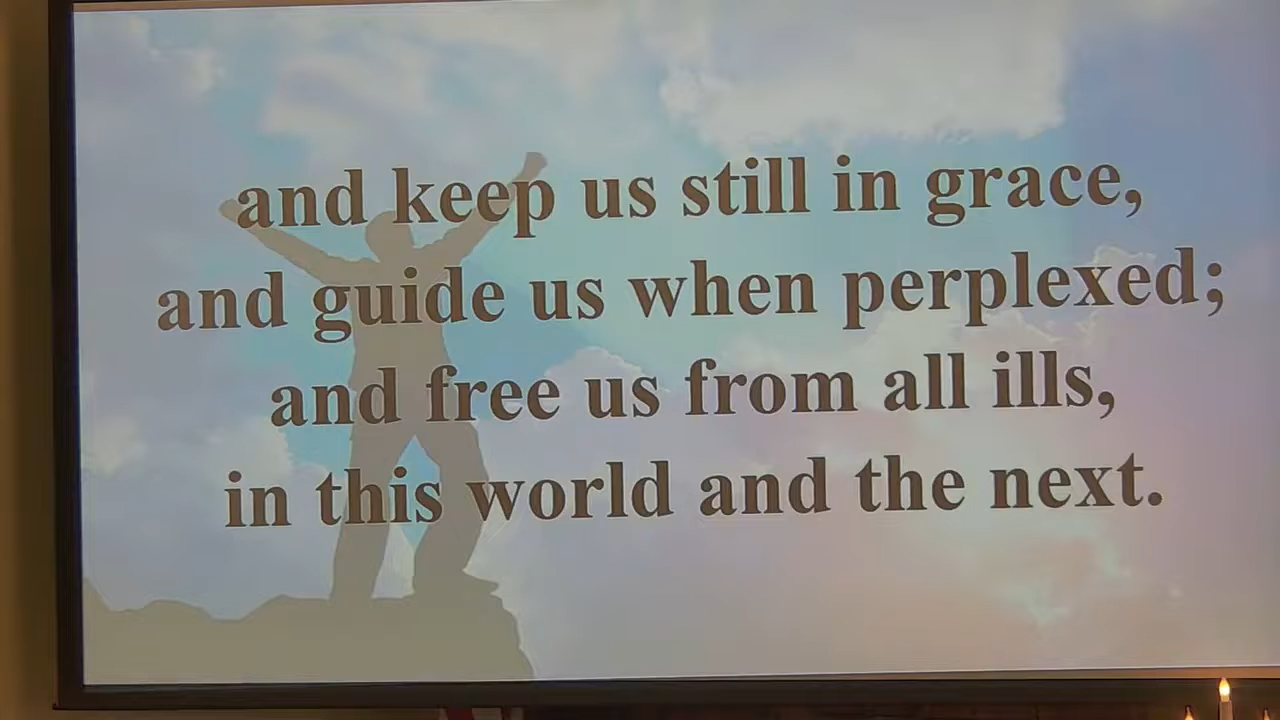 and keep us still in grace,
and guide us when perplexed;
and free us from all ills,
in this world and the next.